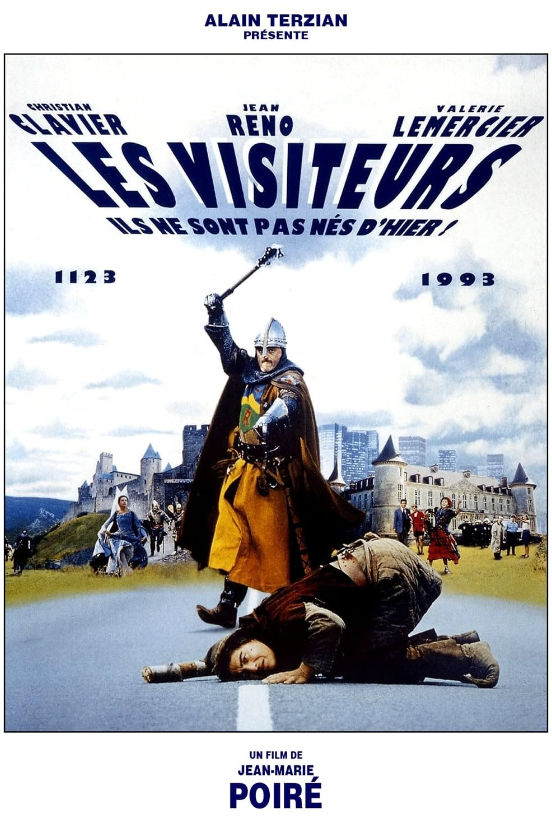 ALAIN TERZIAN
PRÉSENTE
CHRISTIAN
CLAVIER
JEAN
RENO
VALERIE
LEMERCIER
LES VISITEURS
ILS NE SONT PAS NÉS D'HIER !
1123
1993
UN FILM DE
JEAN-MARIE
POIRÉ